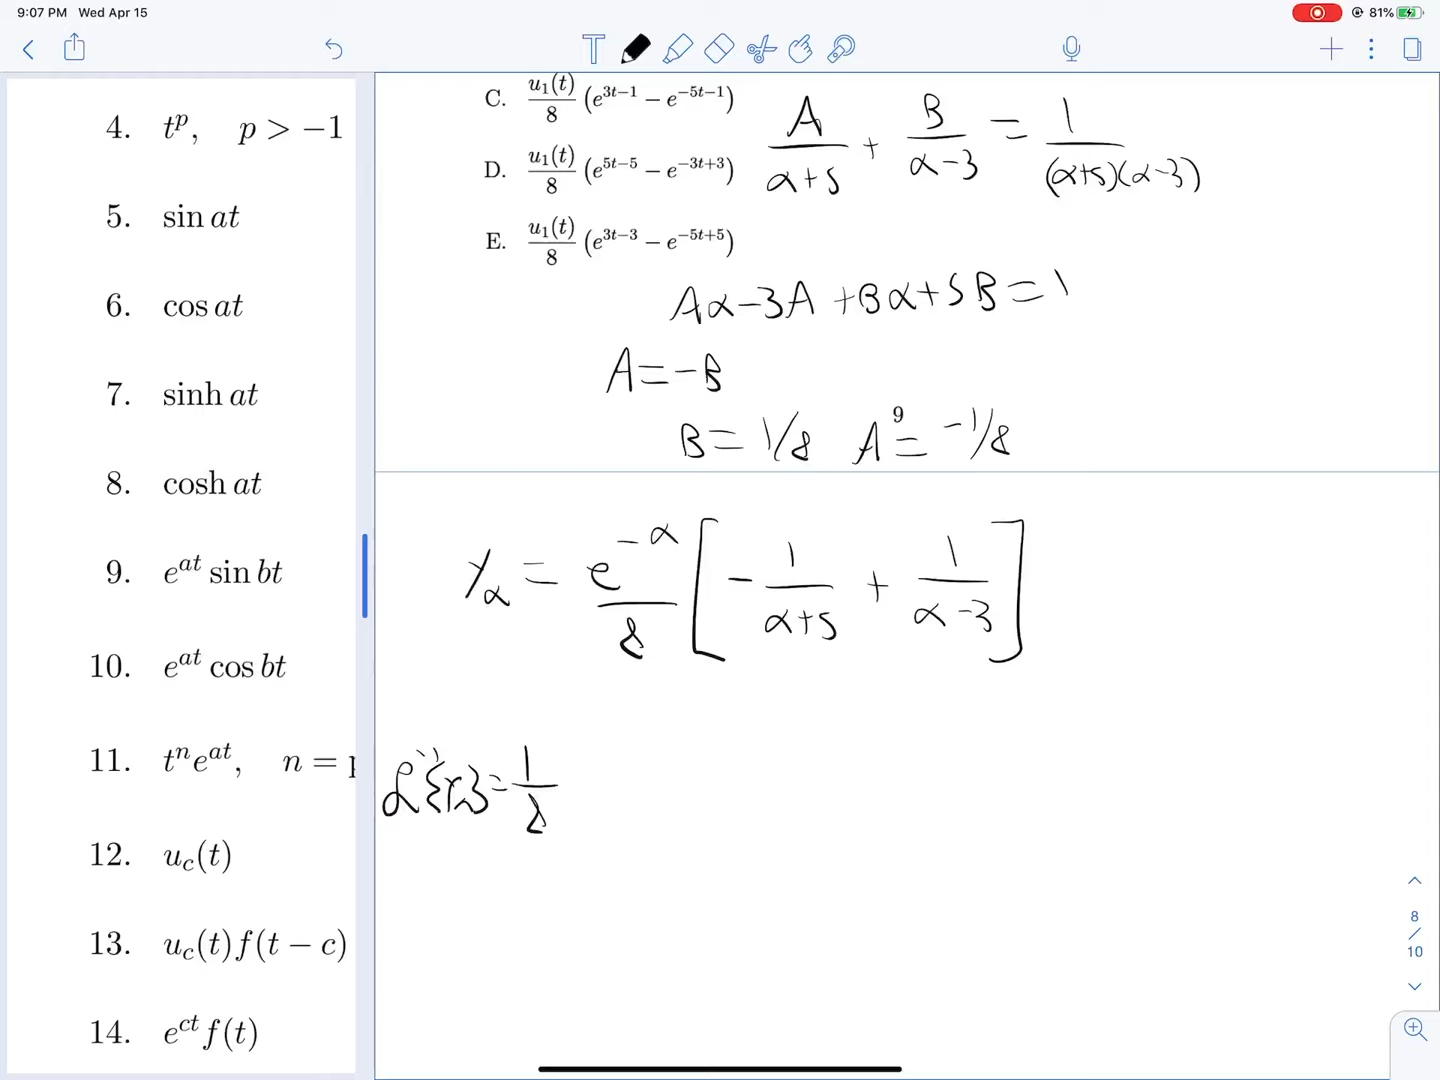 9:07 PM Wed Apr 15
81%
4. t^p, p > −1
5. sin at
6. cos at
7. sinh at
8. cosh at
9. e^{at} sin bt
10. e^{at} cos bt
11. t^n e^{at}, n =
12. u_c(t)
13. u_c(t)f(t − c)
14. e^{ct}f(t)
C. u_1(t)/8 (e^{3t−1} − e^{−5t−1})
D. u_1(t)/8 (e^{5t−5} − e^{−3t+3})
E. u_1(t)/8 (e^{3t−3} − e^{−5t+5})
A/(α+5) + B/(α−3) = 1/((α+5)(α−3))
Aα−3A+Bα+5B=1
A=−B
B=1/8 A=−1/8
9
Y_α = e^{−α}/8 [−1/(α+5) + 1/(α−3)]
= 1/8
8/10